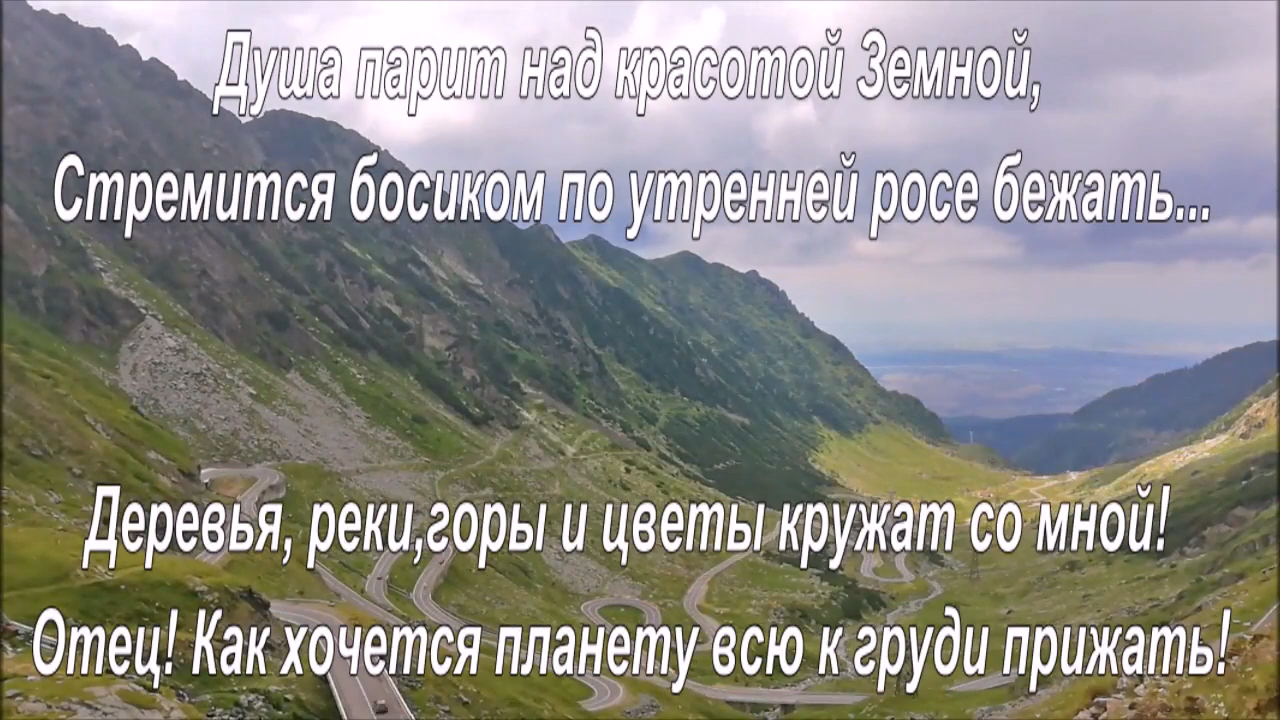 Душа парит над красотой Земной,
Стремится босиком по утренней росе бежать...
Деревья, реки,горы и цветы кружат со мной!
Отец! Как хочется планету всю к груди прижать!